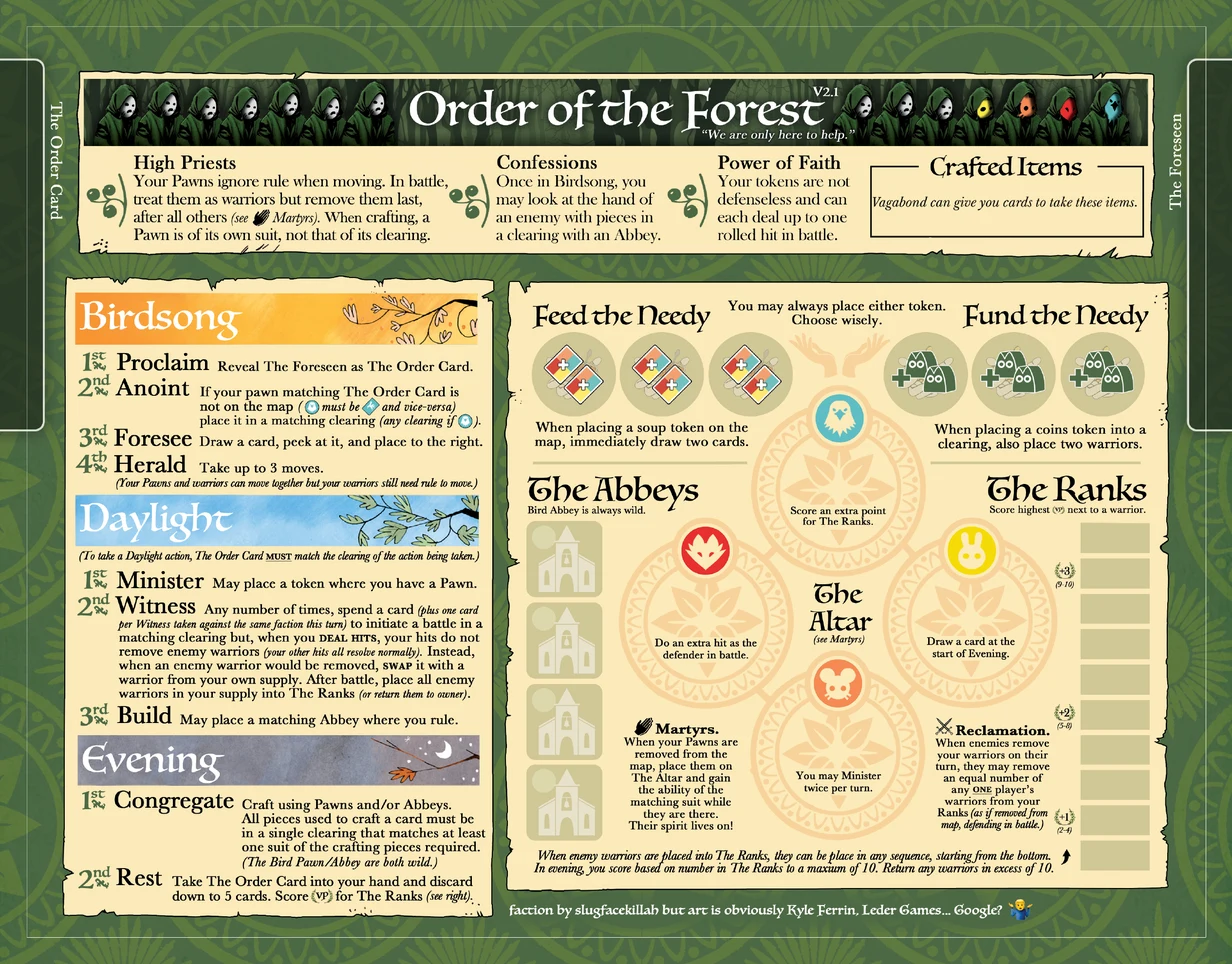 The Order Card
Order of the Forest V2.1
"We are only here to help."
The Foreseen
High Priests
Your Pawns ignore rule when moving. In battle,
treat them as warriors but remove them last,
after all others (see Martyrs). When crafting, a
Pawn is of its own suit, not that of its clearing.
Confessions
Once in Birdsong, you
may look at the hand of
an enemy with pieces in
a clearing with an Abbey.
Power of Faith
Your tokens are not
defenseless and can
each deal up to one
rolled hit in battle.
Crafted Items
Vagabond can give you cards to take these items.
Birdsong
1st Proclaim Reveal The Foreseen as The Order Card.
2nd Anoint If your pawn matching The Order Card is
not on the map ( must be and vice-versa)
place it in a matching clearing (any clearing if ).
3rd Foresee Draw a card, peek at it, and place to the right.
4th Herald Take up to 3 moves.
(Your Pawns and warriors can move together but your warriors still need rule to move.)
Daylight
(To take a Daylight action, The Order Card MUST match the clearing of the action being taken.)
1st Minister May place a token where you have a Pawn.
2nd Witness Any number of times, spend a card (plus one card
per Witness taken against the same faction this turn) to initiate a battle in a
matching clearing but, when you DEAL HITS, your hits do not
remove enemy warriors (your other hits all resolve normally). Instead,
when an enemy warrior would be removed, SWAP it with a
warrior from your own supply. After battle, place all enemy
warriors in your supply into The Ranks (or return them to owner).
3rd Build May place a matching Abbey where you rule.
Evening
1st Congregate Craft using Pawns and/or Abbeys.
All pieces used to craft a card must be
in a single clearing that matches at least
one suit of the crafting pieces required.
(The Bird Pawn/Abbey are both wild.)
2nd Rest Take The Order Card into your hand and discard
down to 5 cards. Score VP for The Ranks (see right).
Feed the Needy
You may always place either token.
Choose wisely.
Fund the Needy
When placing a soup token on the
map, immediately draw two cards.
When placing a coins token into a
clearing, also place two warriors.
The Abbeys
Bird Abbey is always wild.
The Ranks
Score highest VP next to a warrior.
Score an extra point
for The Ranks.
+3
(9-10)
The
Altar
(see Martyrs)
Do an extra hit as the
defender in battle.
Draw a card at the
start of Evening.
+2
(5-8)
Martyrs.
When your Pawns are
removed from the
map, place them on
The Altar and gain
the ability of the
matching suit while
they are there.
Their spirit lives on!
You may Minister
twice per turn.
Reclamation.
When enemies remove
your warriors on their
turn, they may remove
an equal number of
any ONE player's
warriors from your
Ranks (as if removed from
map, defending in battle.)
+1
(2-4)
When enemy warriors are placed into The Ranks, they can be place in any sequence, starting from the bottom.
In evening, you score based on number in The Ranks to a maxium of 10. Return any warriors in excess of 10.
faction by slugfacekillah but art is obviously Kyle Ferrin, Leder Games... Google? 🤷‍♂️